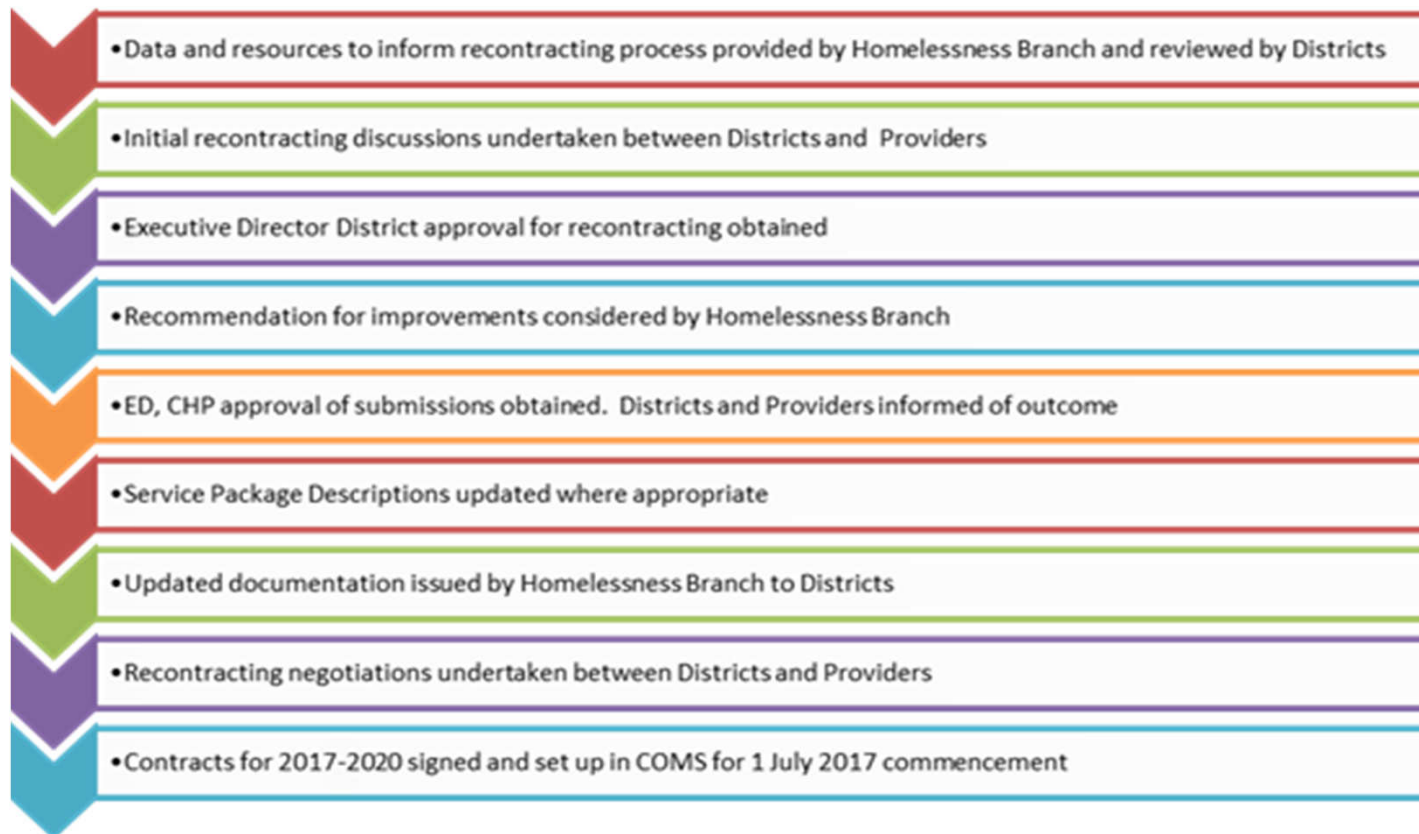 •Data and resources to inform recontracting process provided by Homelessness Branch and reviewed by Districts
•Initial recontracting discussions undertaken between Districts and Providers
•Executive Director District approval for recontracting obtained
•Recommendation for improvements considered by Homelessness Branch
•ED, CHP approval of submissions obtained. Districts and Providers informed of outcome
•Service Package Descriptions updated where appropriate
•Updated documentation issued by Homelessness Branch to Districts
•Recontracting negotiations undertaken between Districts and Providers
•Contracts for 2017-2020 signed and set up in COMS for 1 July 2017 commencement